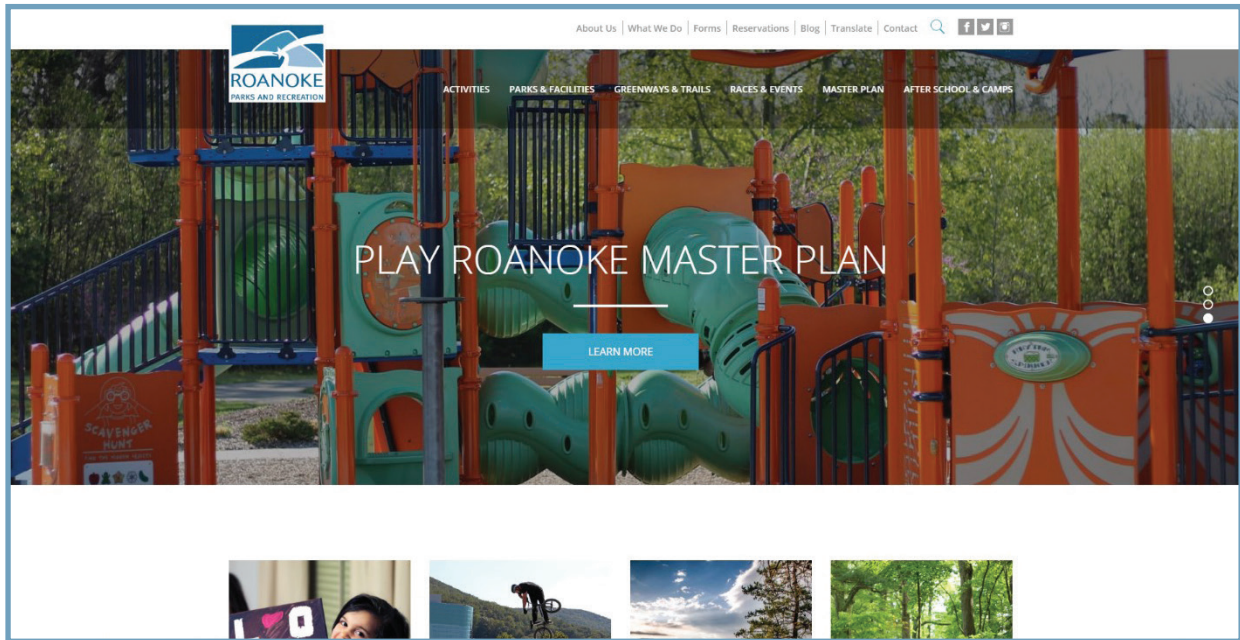 About Us | What We Do | Forms | Reservations | Blog | Translate | Contact
ROANOKE
PARKS AND RECREATION
ACTIVITIES PARKS & FACILITIES GREENWAYS & TRAILS RACES & EVENTS MASTER PLAN AFTER SCHOOL & CAMPS
PLAY ROANOKE MASTER PLAN
LEARN MORE
SCAVENGER
HUNT
L O